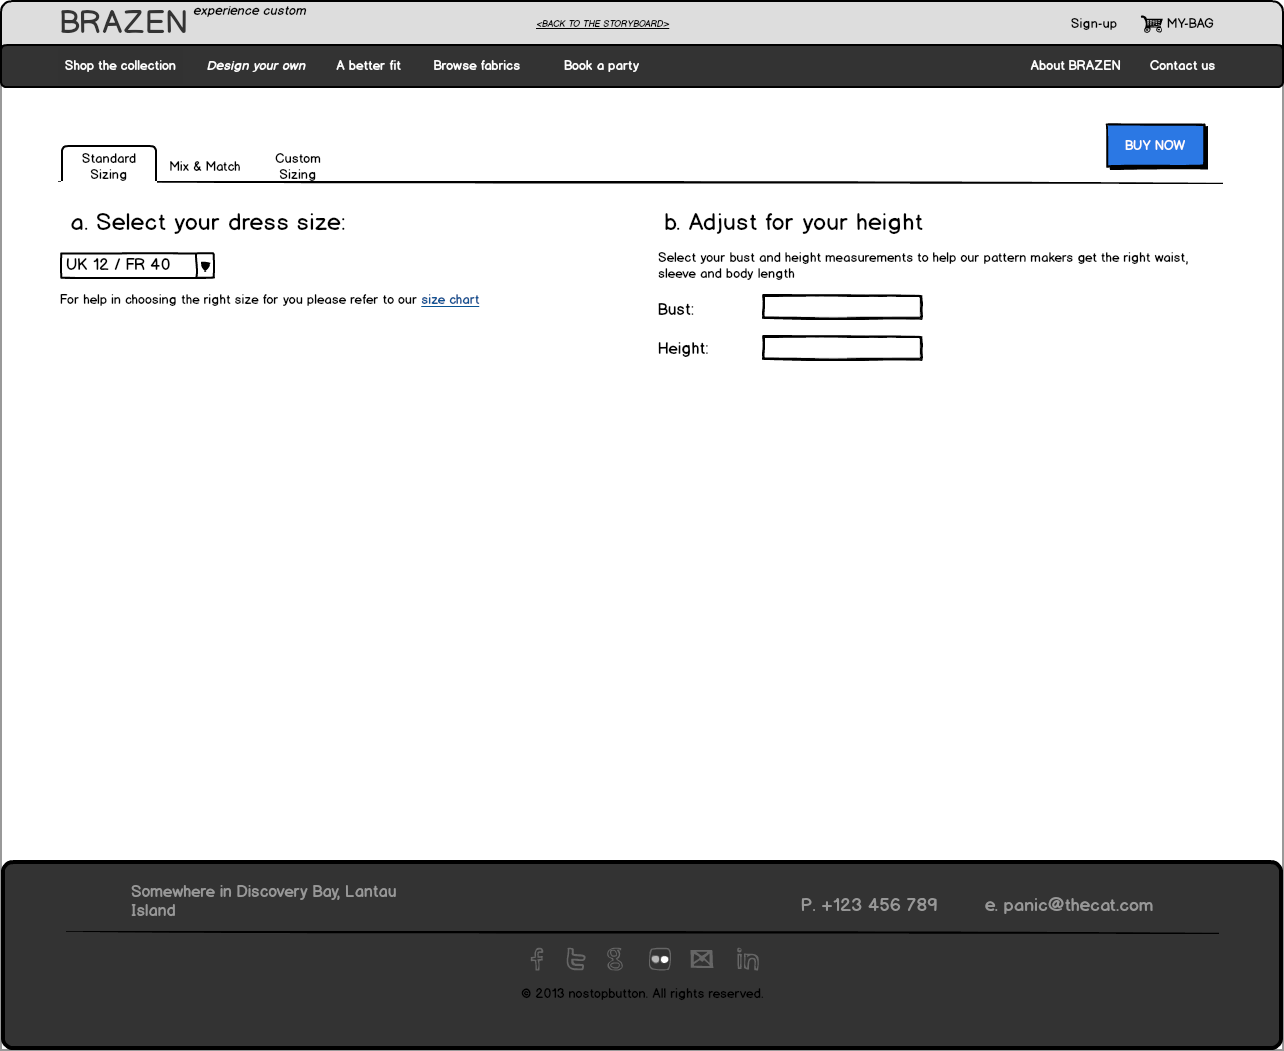 BRAZEN experience custom
<BACK TO THE STORYBOARD>
Sign-up
MY-BAG
Shop the collection
Design your own
A better fit
Browse fabrics
Book a party
About BRAZEN
Contact us
BUY NOW
Standard
Sizing
Mix & Match
Custom
Sizing
a. Select your dress size:
UK 12 / FR 40
For help in choosing the right size for you please refer to our size chart
b. Adjust for your height
Select your bust and height measurements to help our pattern makers get the right waist,
sleeve and body length
Bust:
Height:
Somewhere in Discovery Bay, Lantau
Island
P. +123 456 789
e. panic@thecat.com
© 2013 nostopbutton. All rights reserved.